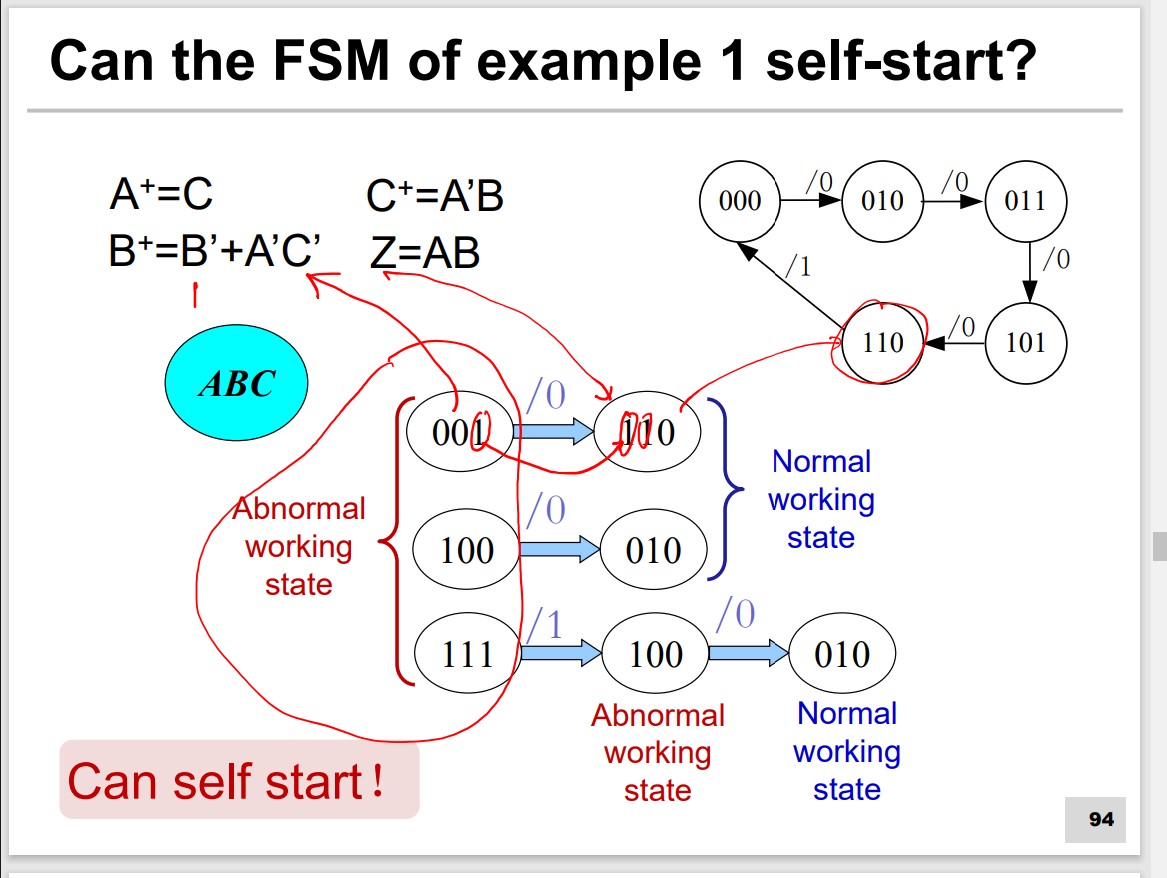 Can the FSM of example 1 self-start?
A⁺=C
C⁺=A’B
B⁺=B’+A’C’
Z=AB
000
/0
010
/0
011
/0
/1
110
/0
101
ABC
001
/0
110
100
/0
010
111
/1
100
/0
010
Abnormal
working
state
Normal
working
state
Abnormal
working
state
Normal
working
state
Can self start！
94